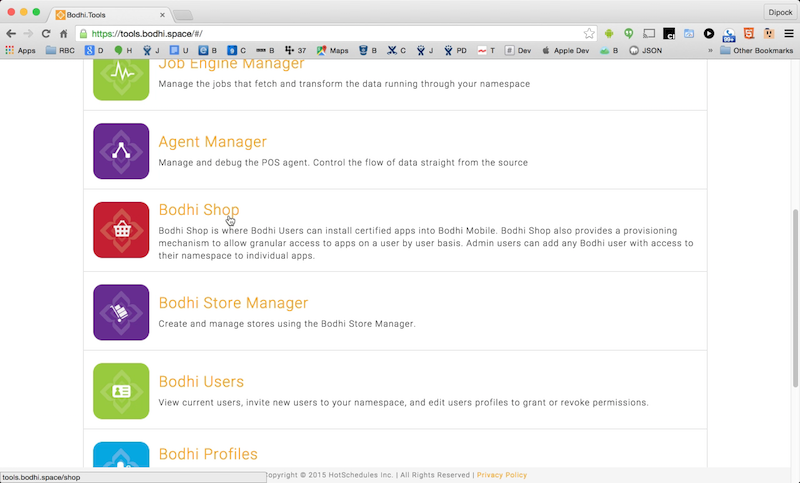 Bodhi.Tools
Dipock
https://tools.bodhi.space/#/
Apps RBC D H J U E C B 37 Maps B C J PD T Dev Apple Dev B JSON » Other Bookmarks
Job Engine Manager
Manage the jobs that fetch and transform the data running through your namespace
Agent Manager
Manage and debug the POS agent. Control the flow of data straight from the source
Bodhi Shop
Bodhi Shop is where Bodhi Users can install certified apps into Bodhi Mobile. Bodhi Shop also provides a provisioning
mechanism to allow granular access to apps on a user by user basis. Admin users can add any Bodhi user with access to
their namespace to individual apps.
Bodhi Store Manager
Create and manage stores using the Bodhi Store Manager.
Bodhi Users
View current users, invite new users to your namespace, and edit users profiles to grant or revoke permissions.
Bodhi Profiles
tools.bodhi.space/shop
opyright © 2015 HotSchedules Inc. | All Rights Reserved | Privacy Policy